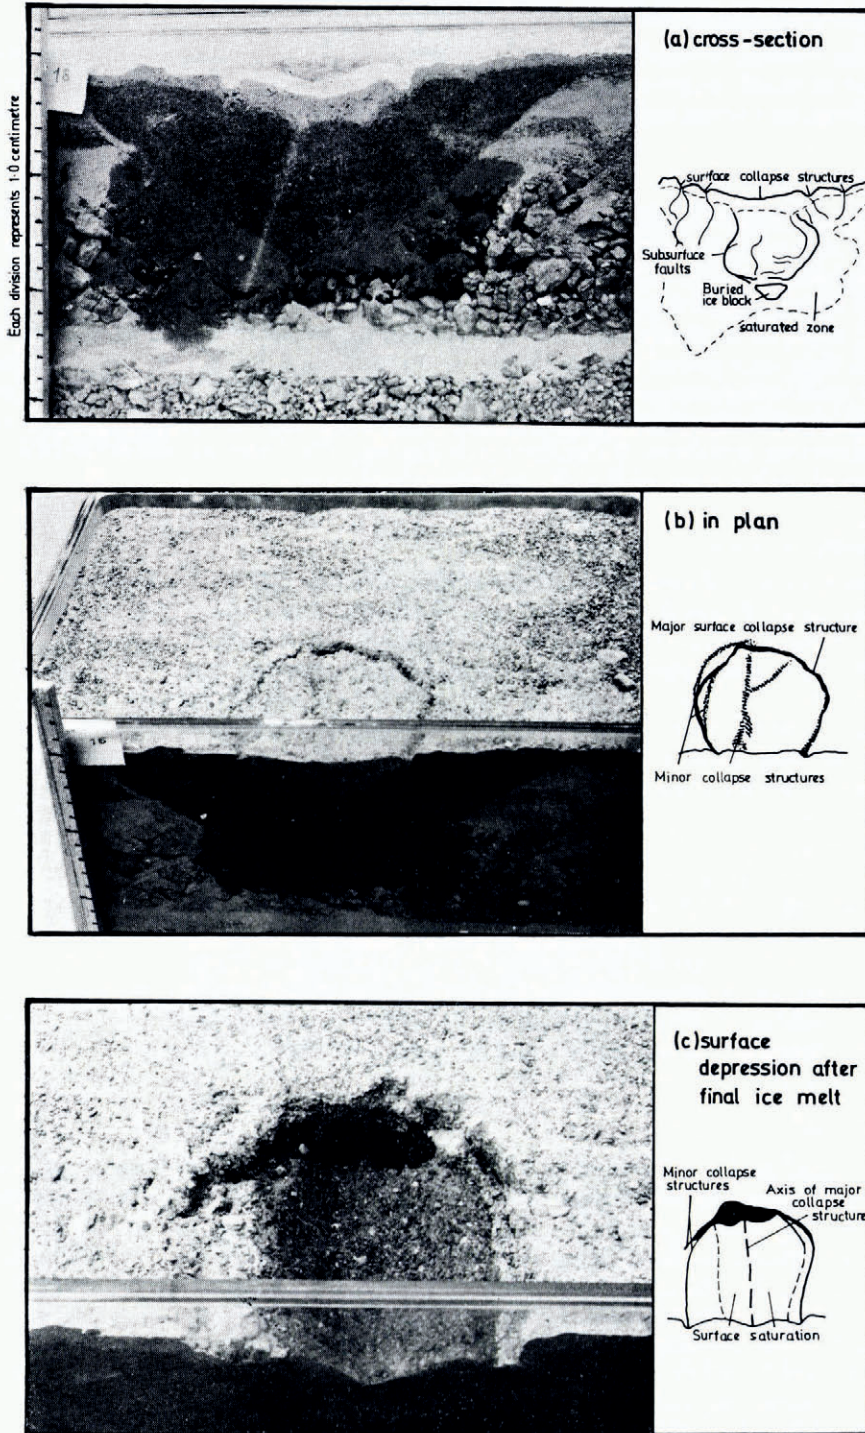 Each division represents 1·0 centimetre
18
(a) cross-section
surface collapse structures
Subsurface
faults
Buried
ice block
saturated zone
16
(b) in plan
Major surface collapse structure
Minor collapse structures
(c) surface
depression after
final ice melt
Minor collapse
structures
Axis of major
collapse
structure
Surface saturation